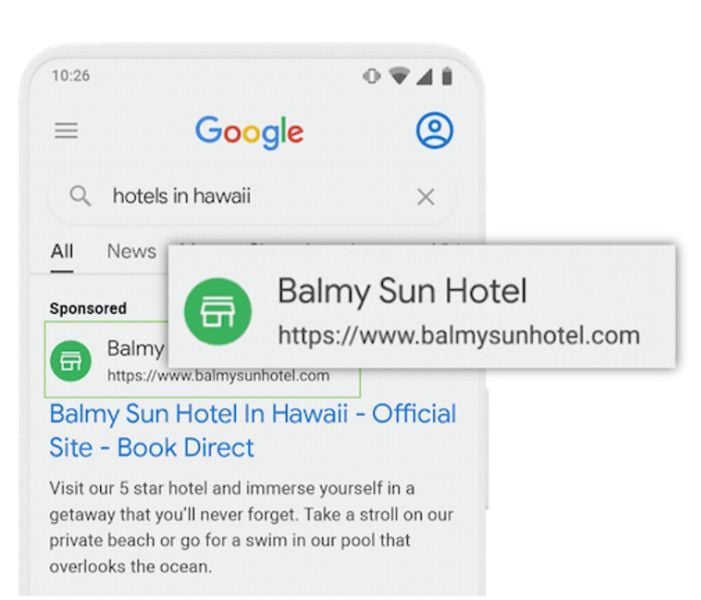 10:26
Google
hotels in hawaii
All News
Sponsored
Balmy Sun Hotel
https://www.balmysunhotel.com
Balmy
https://www.balmysunhotel.com
Balmy Sun Hotel In Hawaii - Official
Site - Book Direct
Visit our 5 star hotel and immerse yourself in a
getaway that you'll never forget. Take a stroll on our
private beach or go for a swim in our pool that
overlooks the ocean.